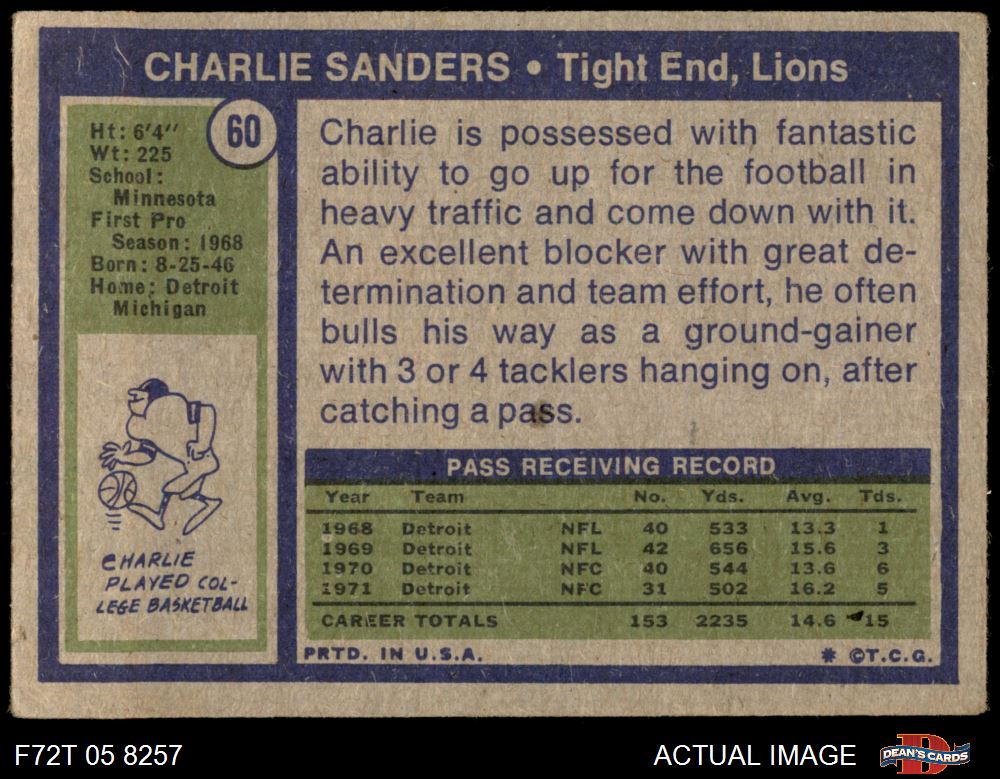 CHARLIE SANDERS • Tight End, Lions
60
Ht: 6'4"
Wt: 225
School:
Minnesota
First Pro
Season: 1968
Born: 8-25-46
Home: Detroit
Michigan
CHARLIE
PLAYED COL-
LEGE BASKETBALL
Charlie is possessed with fantastic
ability to go up for the football in
heavy traffic and come down with it.
An excellent blocker with great de-
termination and team effort, he often
bulls his way as a ground-gainer
with 3 or 4 tacklers hanging on, after
catching a pass.
PASS RECEIVING RECORD
Year Team No. Yds. Avg. Tds.
1968 Detroit NFL 40 533 13.3 1
1969 Detroit NFL 42 656 15.6 3
1970 Detroit NFC 40 544 13.6 6
1971 Detroit NFC 31 502 16.2 5
CAREER TOTALS 153 2235 14.6 15
PRTD. IN U.S.A. * ©T.C.G.
F72T 05 8257 ACTUAL IMAGE DEAN'S CARDS